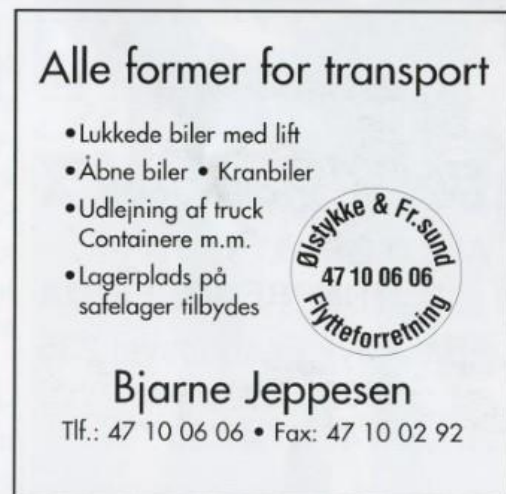 Alle former for transport
• Lukkede biler med lift
• Åbne biler • Kranbiler
• Udlejning af truck
Containere m.m.
• Lagerplads på
safelager tilbydes
Ølstykke & Fr.sund
47 10 06 06
Flytteforretning
Bjarne Jeppesen
Tlf.: 47 10 06 06 • Fax: 47 10 02 92